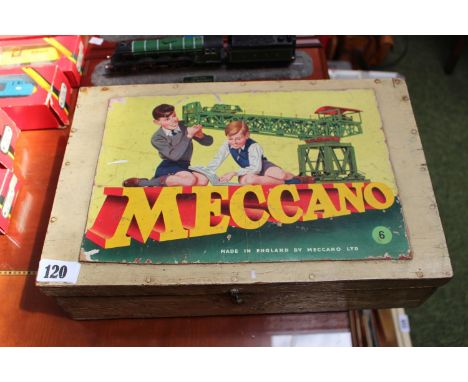 MECCANO
6
MADE IN ENGLAND BY MECCANO LTD
120